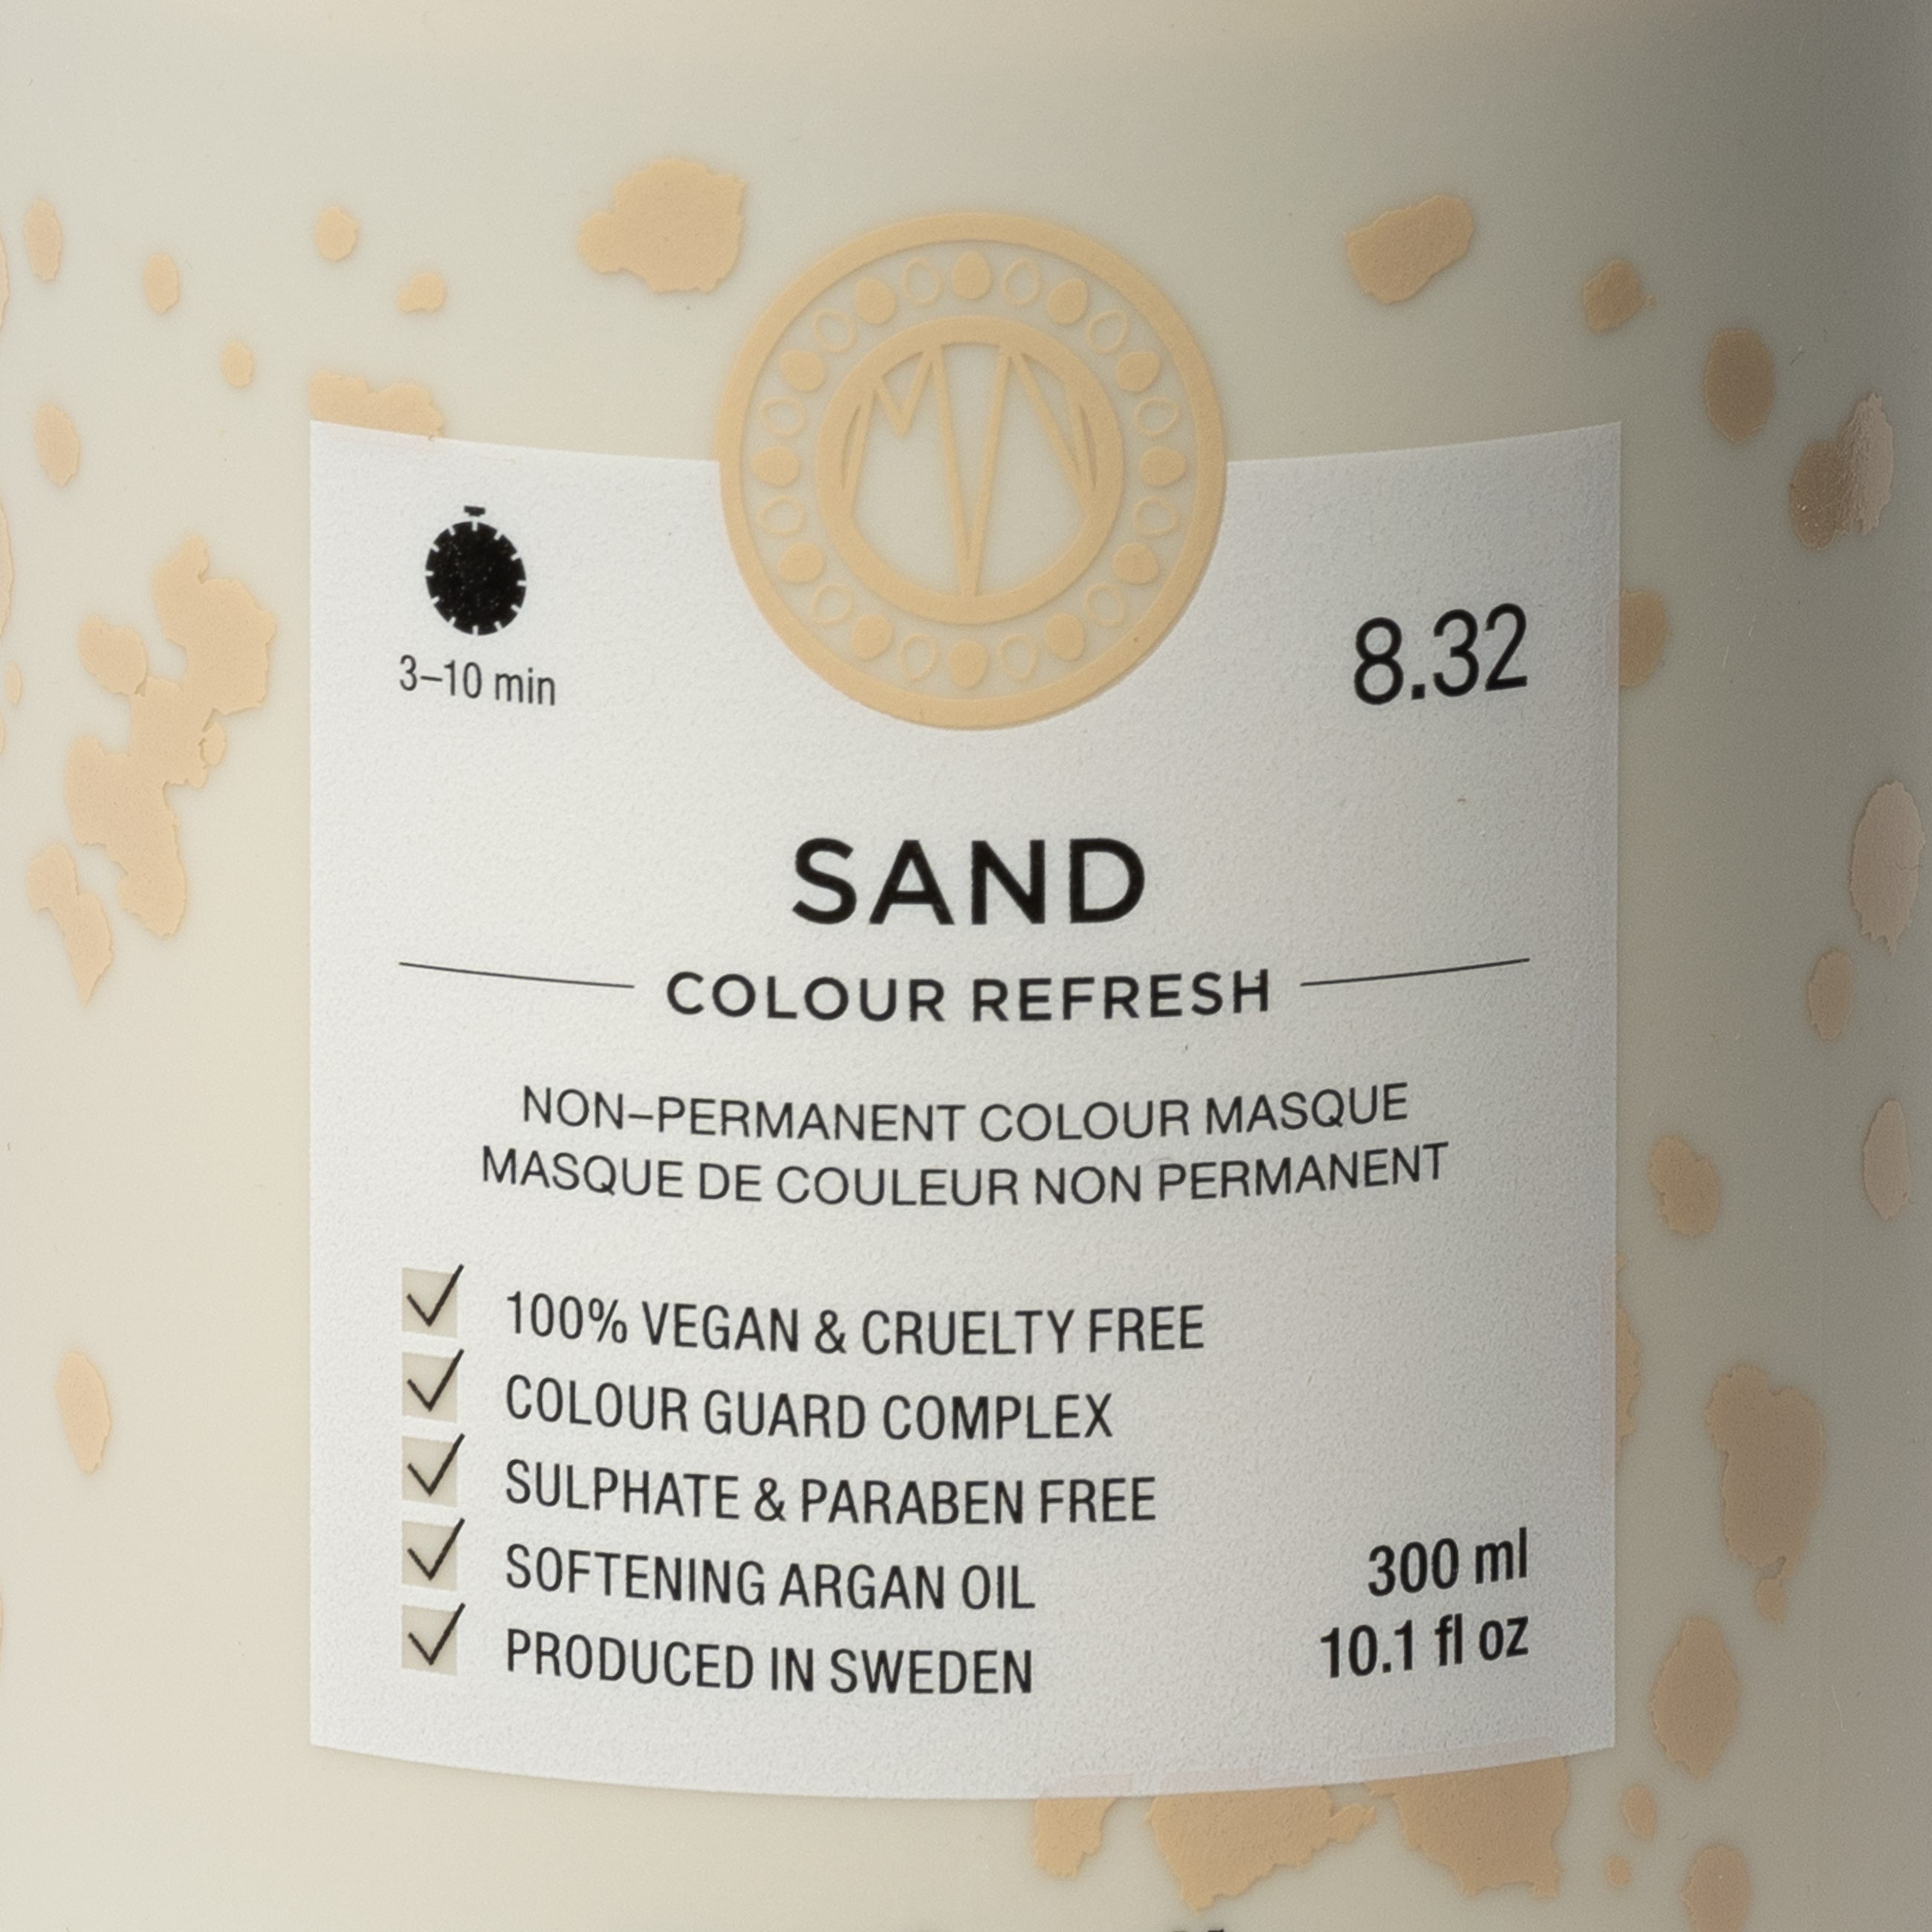 3–10 min
8.32
SAND
COLOUR REFRESH
NON–PERMANENT COLOUR MASQUE
MASQUE DE COULEUR NON PERMANENT
100% VEGAN & CRUELTY FREE
COLOUR GUARD COMPLEX
SULPHATE & PARABEN FREE
SOFTENING ARGAN OIL
PRODUCED IN SWEDEN
300 ml
10.1 fl oz